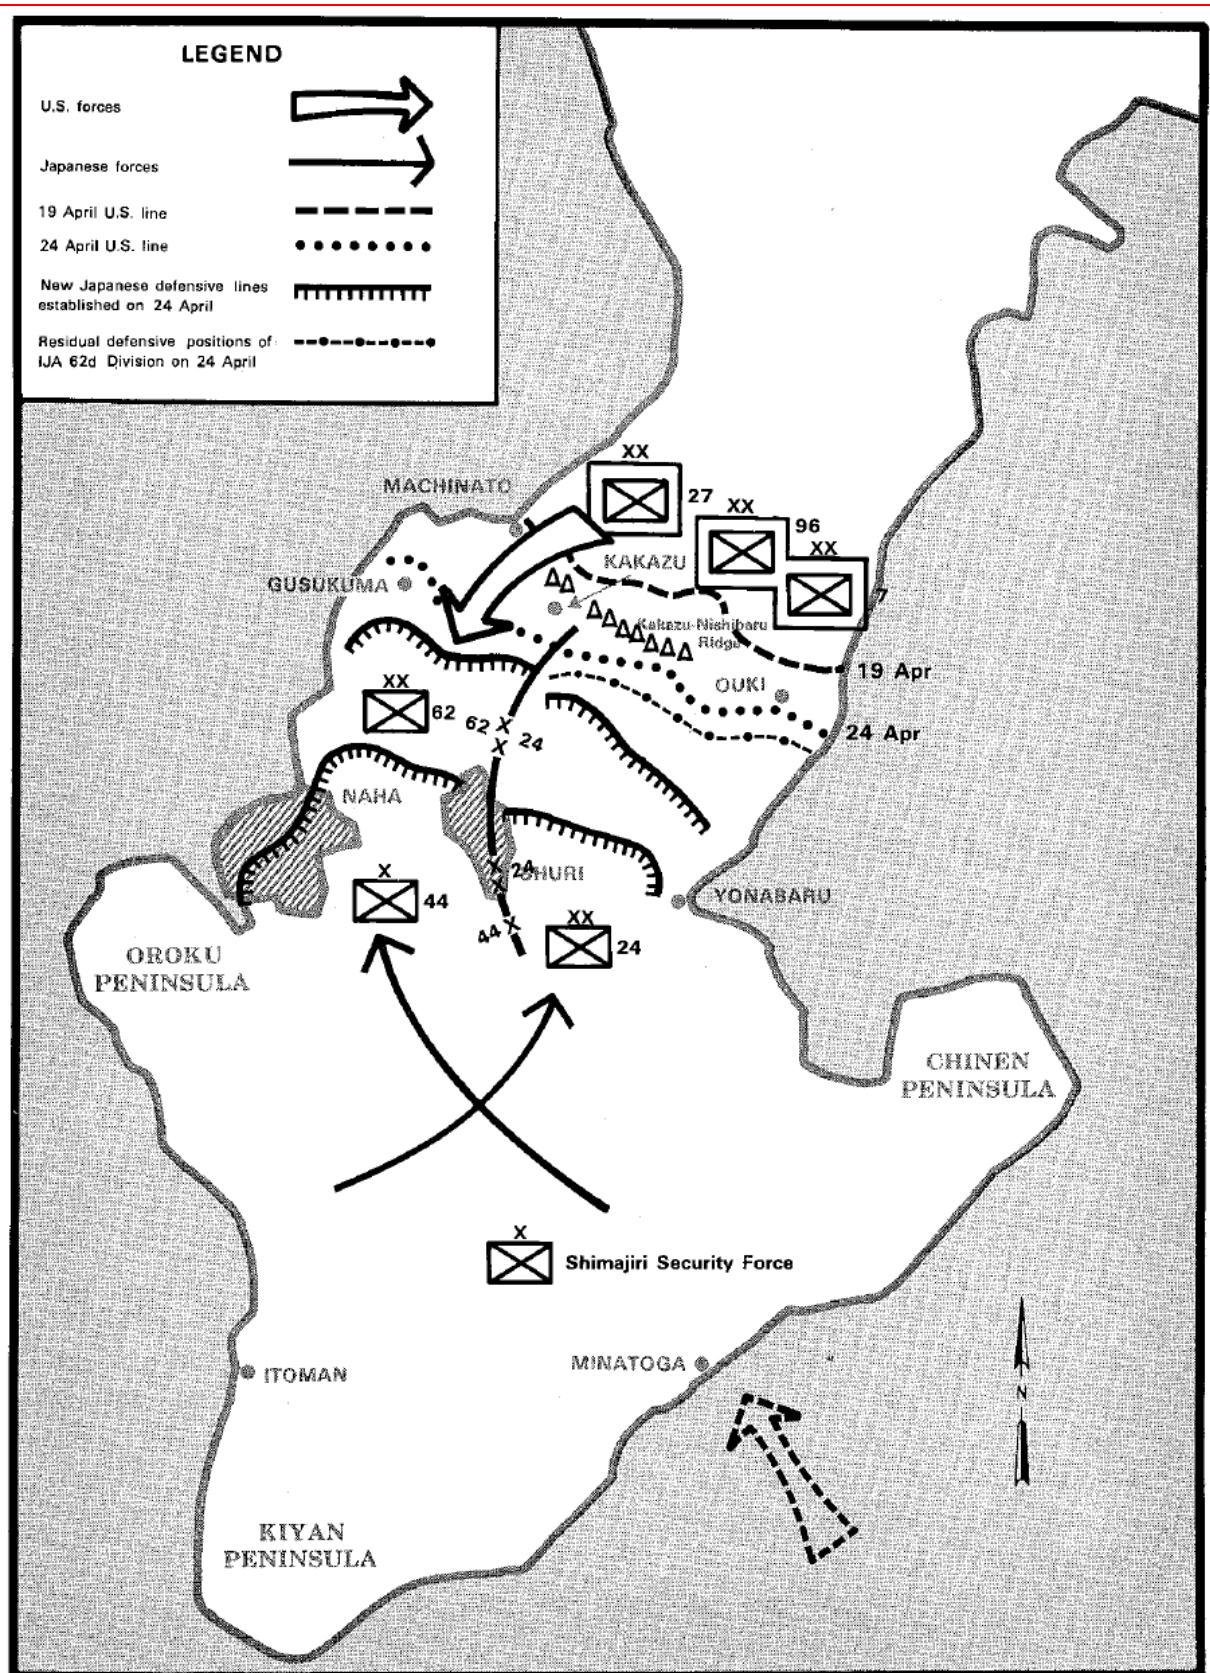 LEGEND
U.S. forces
Japanese forces
19 April U.S. line
24 April U.S. line
New Japanese defensive lines
established on 24 April
Residual defensive positions of
IJA 62d Division on 24 April
XX
27
MACHINATO
XX
96
XX
7
KAKAZU
GUSUKUMA
Kakazu-Nishibaru
Ridge
19 Apr
OUKI
XX
62
62 X 24
X
24 Apr
NAHA
X
44
X 24
X
SHURI
YONABARU
44 X
XX
24
OROKU
PENINSULA
CHINEN
PENINSULA
X
Shimajiri Security Force
MINATOGA
ITOMAN
N
KIYAN
PENINSULA